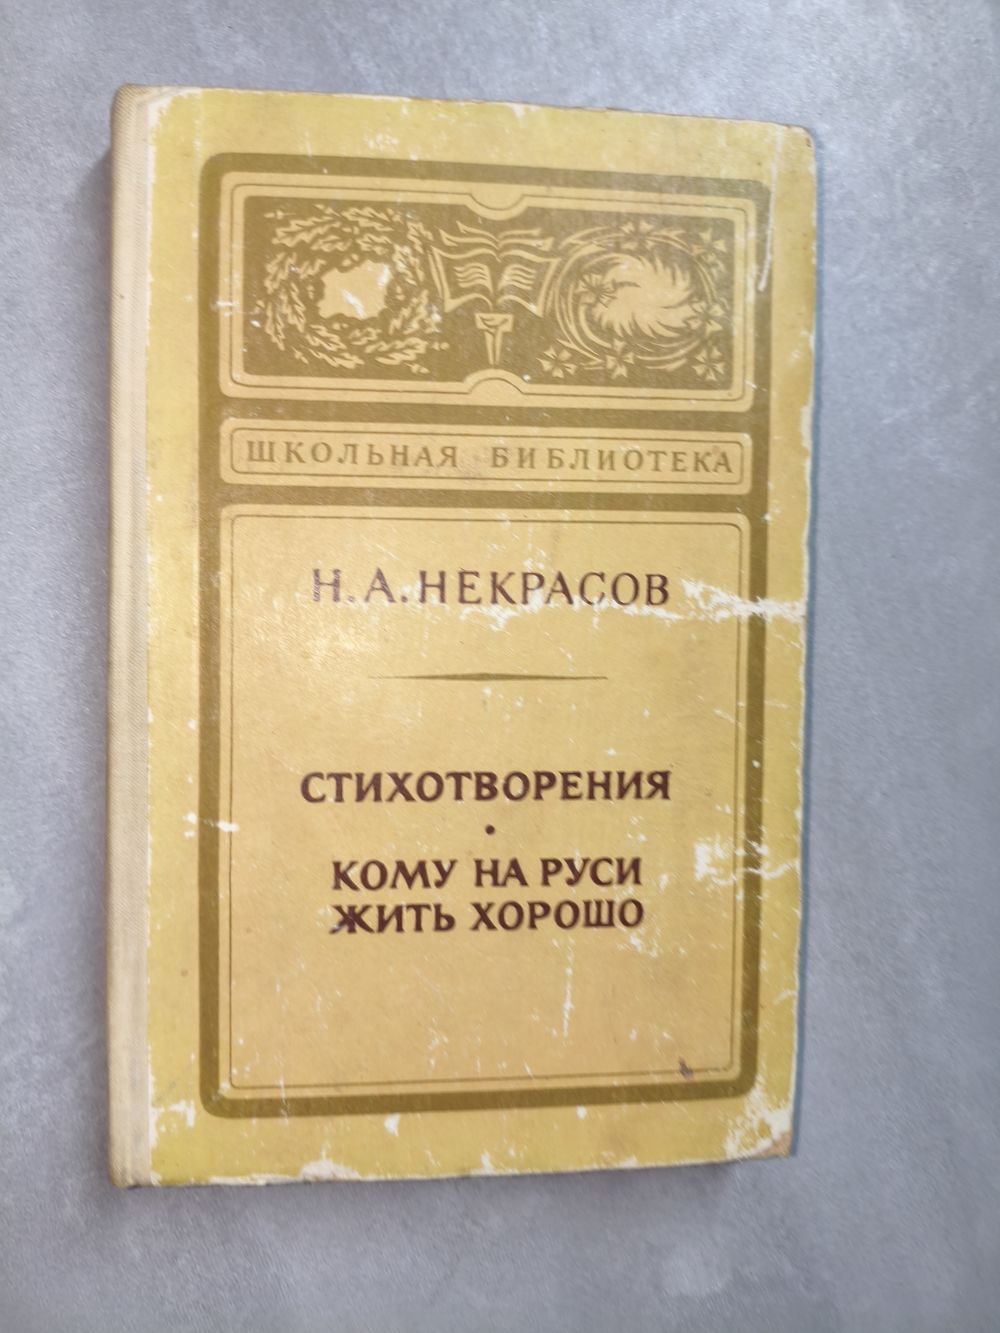 ШКОЛЬНАЯ БИБЛИОТЕКА
Н.А.НЕКРАСОВ
СТИХОТВОРЕНИЯ
•
КОМУ НА РУСИ
ЖИТЬ ХОРОШО